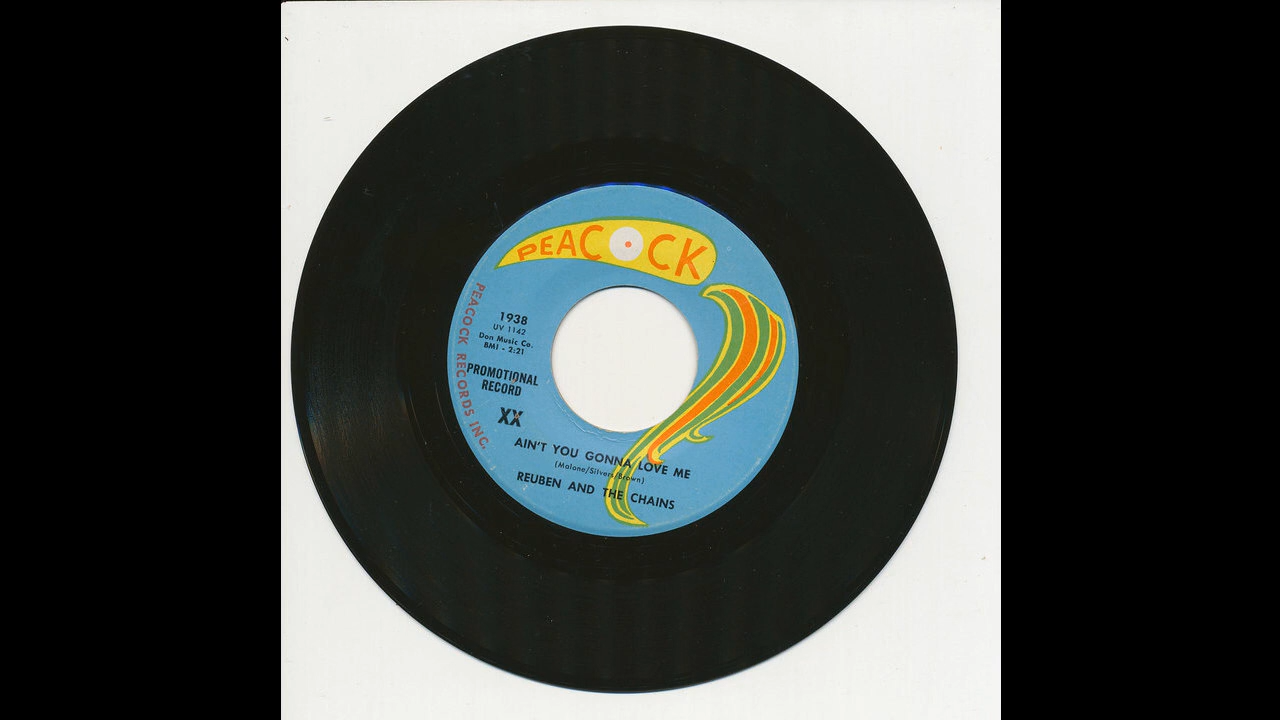 PEACOCK
PEACOCK RECORDS INC.
1938
UV 1142
Don Music Co.
BMI - 2:21
PROMOTIONAL
RECORD
XX
AIN'T YOU GONNA LOVE ME
(Malone/Silvers/Brown)
REUBEN AND THE CHAINS